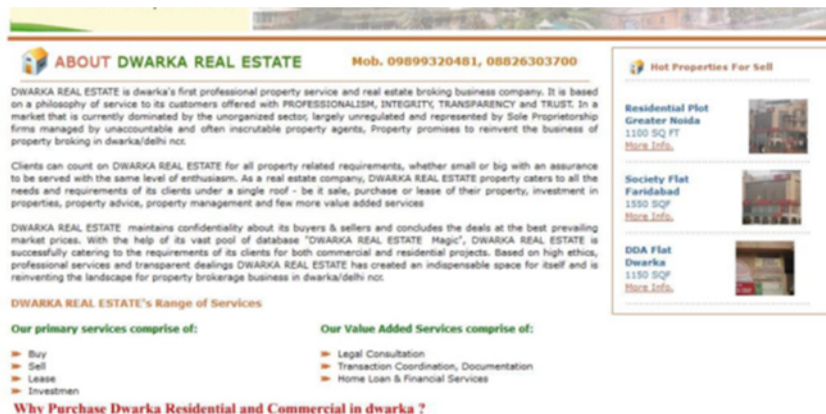 ABOUT DWARKA REAL ESTATE
Mob. 09899320481, 08826303700
DWARKA REAL ESTATE is dwarka's first professional property service and real estate broking business company. It is based
on a philosophy of service to its customers offered with PROFESSIONALISM, INTEGRITY, TRANSPARENCY and TRUST. In a
market that is currently dominated by the unorganized sector, largely unregulated and represented by Sole Proprietorship
firms managed by unaccountable and often inscrutable property agents, Property promises to reinvent the business of
property broking in dwarka/delhi ncr.
Clients can count on DWARKA REAL ESTATE for all property related requirements, whether small or big with an assurance
to be served with the same level of enthusiasm. As a real estate company, DWARKA REAL ESTATE property caters to all the
needs and requirements of its clients under a single roof - be it sale, purchase or lease of their property, investment in
properties, property advice, property management and few more value added services
DWARKA REAL ESTATE maintains confidentiality about its buyers & sellers and concludes the deals at the best prevailing
market prices. With the help of its vast pool of database "DWARKA REAL ESTATE Magic", DWARKA REAL ESTATE is
successfully catering to the requirements of its clients for both commercial and residential projects. Based on high ethics,
professional services and transparent dealings DWARKA REAL ESTATE has created an indispensable space for itself and is
reinventing the landscape for property brokerage business in dwarka/delhi ncr.
DWARKA REAL ESTATE's Range of Services
Our primary services comprise of:
Buy
Sell
Lease
Investmen
Our Value Added Services comprise of:
Legal Consultation
Transaction Coordination, Documentation
Home Loan & Financial Services
Why Purchase Dwarka Residential and Commercial in dwarka ?
Hot Properties For Sell
Residential Plot
Greater Noida
1100 SQ FT
More Info.
Society Flat
Faridabad
1550 SQF
More Info.
DDA Flat
Dwarka
1150 SQF
More Info.